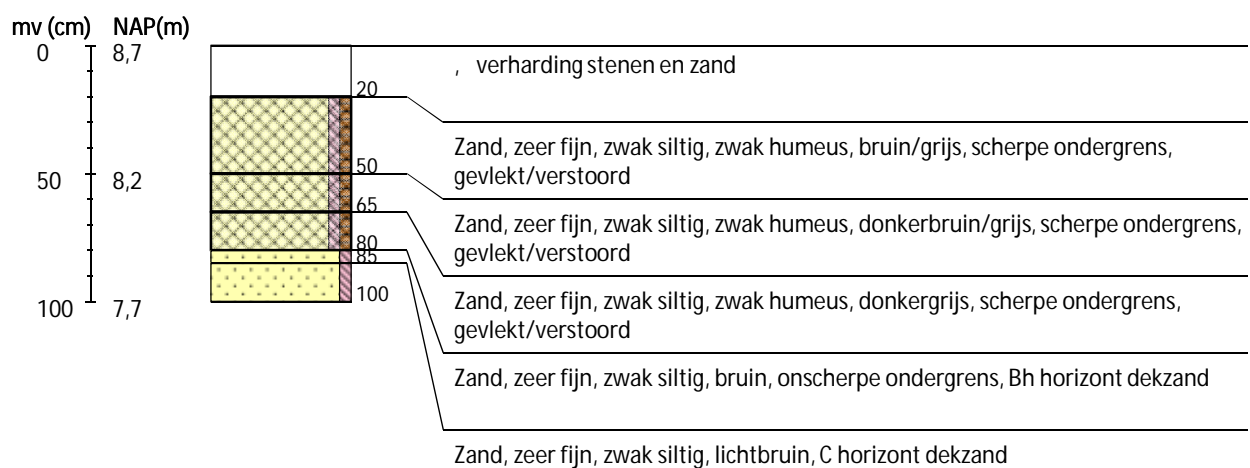 mv (cm) NAP(m)
0 8,7
, verharding stenen en zand
20
Zand, zeer fijn, zwak siltig, zwak humeus, bruin/grijs, scherpe ondergrens,
gevlekt/verstoord
50
50 8,2
65
Zand, zeer fijn, zwak siltig, zwak humeus, donkerbruin/grijs, scherpe ondergrens,
gevlekt/verstoord
80
85
100
100 7,7
Zand, zeer fijn, zwak siltig, zwak humeus, donkergrijs, scherpe ondergrens,
gevlekt/verstoord
Zand, zeer fijn, zwak siltig, bruin, onscherpe ondergrens, Bh horizont dekzand
Zand, zeer fijn, zwak siltig, lichtbruin, C horizont dekzand